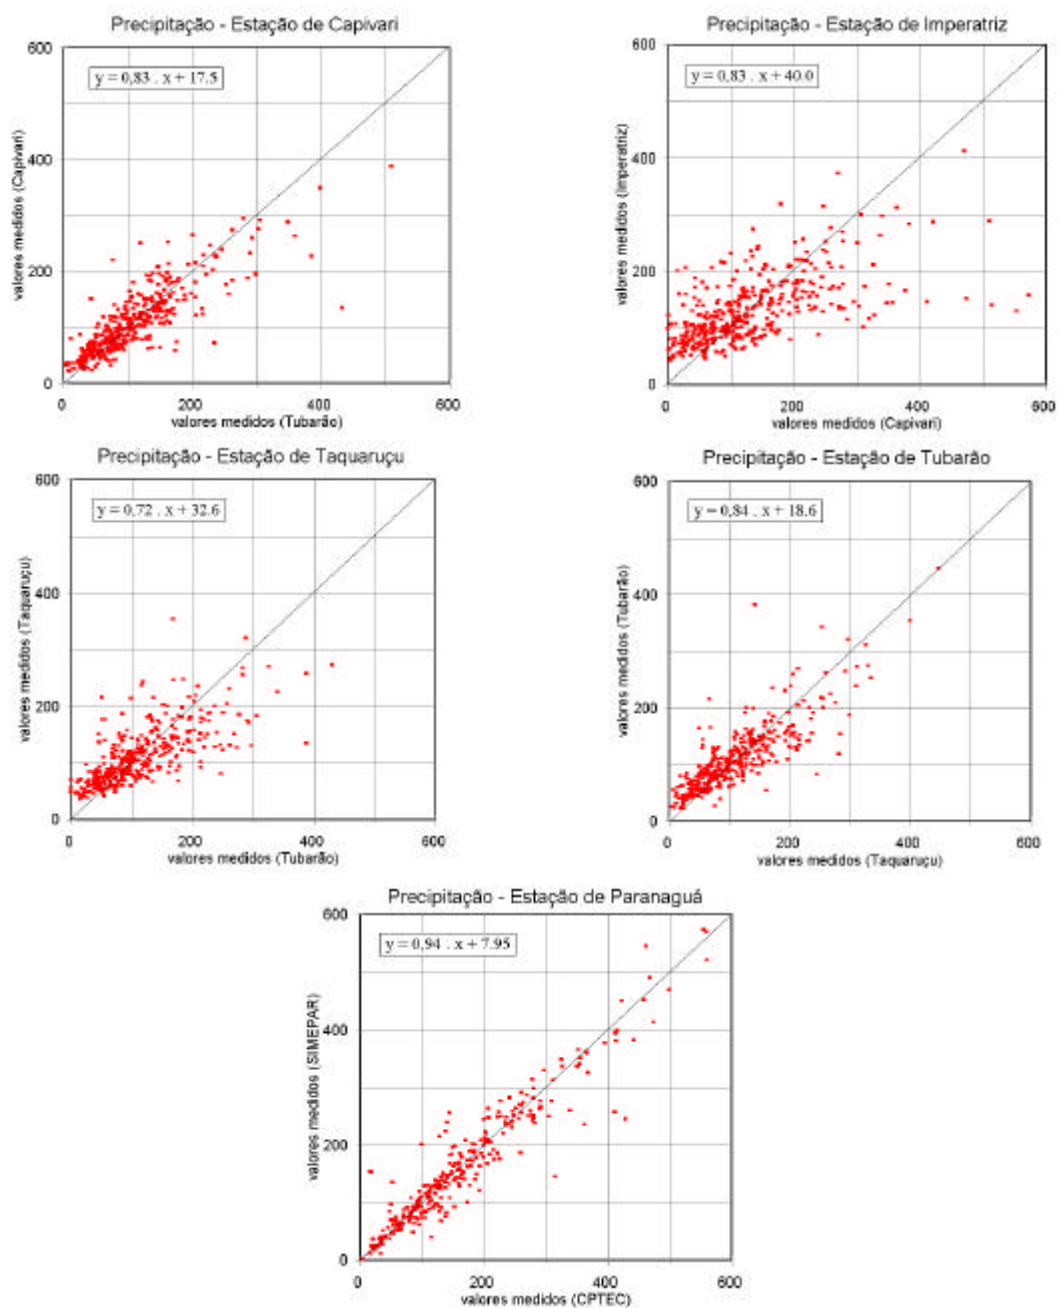 Precipitação - Estação de Capivari
600
y = 0,83 . x + 17.5
400
valores medidos (Capivari)
200
0
0 200 400 600
valores medidos (Tubarão)
Precipitação - Estação de Imperatriz
600
y = 0,83 . x + 40.0
400
valores medidos (Imperatriz)
200
0
0 200 400 600
valores medidos (Capivari)
Precipitação - Estação de Taquaruçu
600
y = 0,72 . x + 32.6
400
valores medidos (Taquaruçu)
200
0
0 200 400 600
valores medidos (Tubarão)
Precipitação - Estação de Tubarão
600
y = 0,84 . x + 18.6
400
valores medidos (Tubarão)
200
0
0 200 400 600
valores medidos (Taquaruçu)
Precipitação - Estação de Paranaguá
600
y = 0,94 . x + 7.95
400
valores medidos (SIMEPAR)
200
0
0 200 400 600
valores medidos (CPTEC)